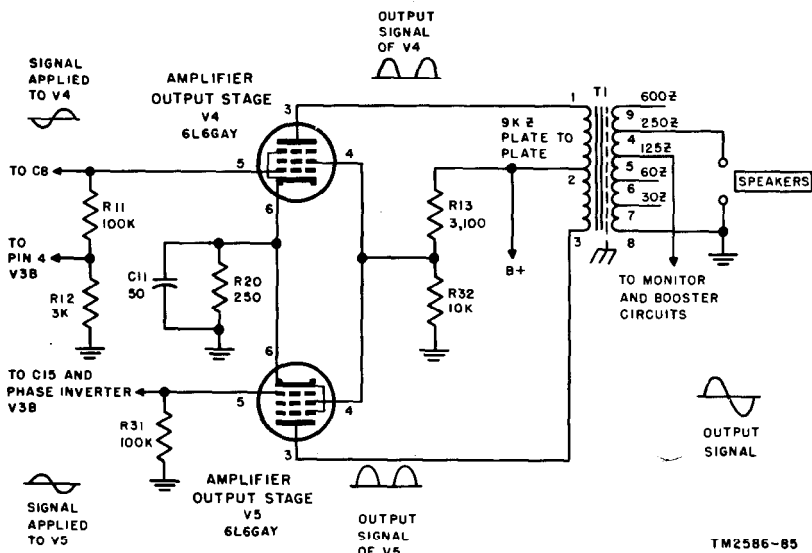 OUTPUT
SIGNAL
OF V4
SIGNAL
APPLIED
TO V4
AMPLIFIER
OUTPUT STAGE
V4
6L6GAY
3
5
4
6
TO C8
R11
100K
TO
PIN 4
V3B
R12
3K
C11
50
R20
250
R13
3,100
R32
10K
9K Z
PLATE TO
PLATE
B+
1
2
3
T1
600Z
9
250Z
4
125Z
5
60Z
6
30Z
7
8
SPEAKERS
TO MONITOR
AND BOOSTER
CIRCUITS
TO C15 AND
PHASE INVERTER
V3B
R31
100K
6
5
4
3
AMPLIFIER
OUTPUT STAGE
V5
6L6GAY
SIGNAL
APPLIED
TO V5
OUTPUT
SIGNAL
OF V5
OUTPUT
SIGNAL
TM2586-85